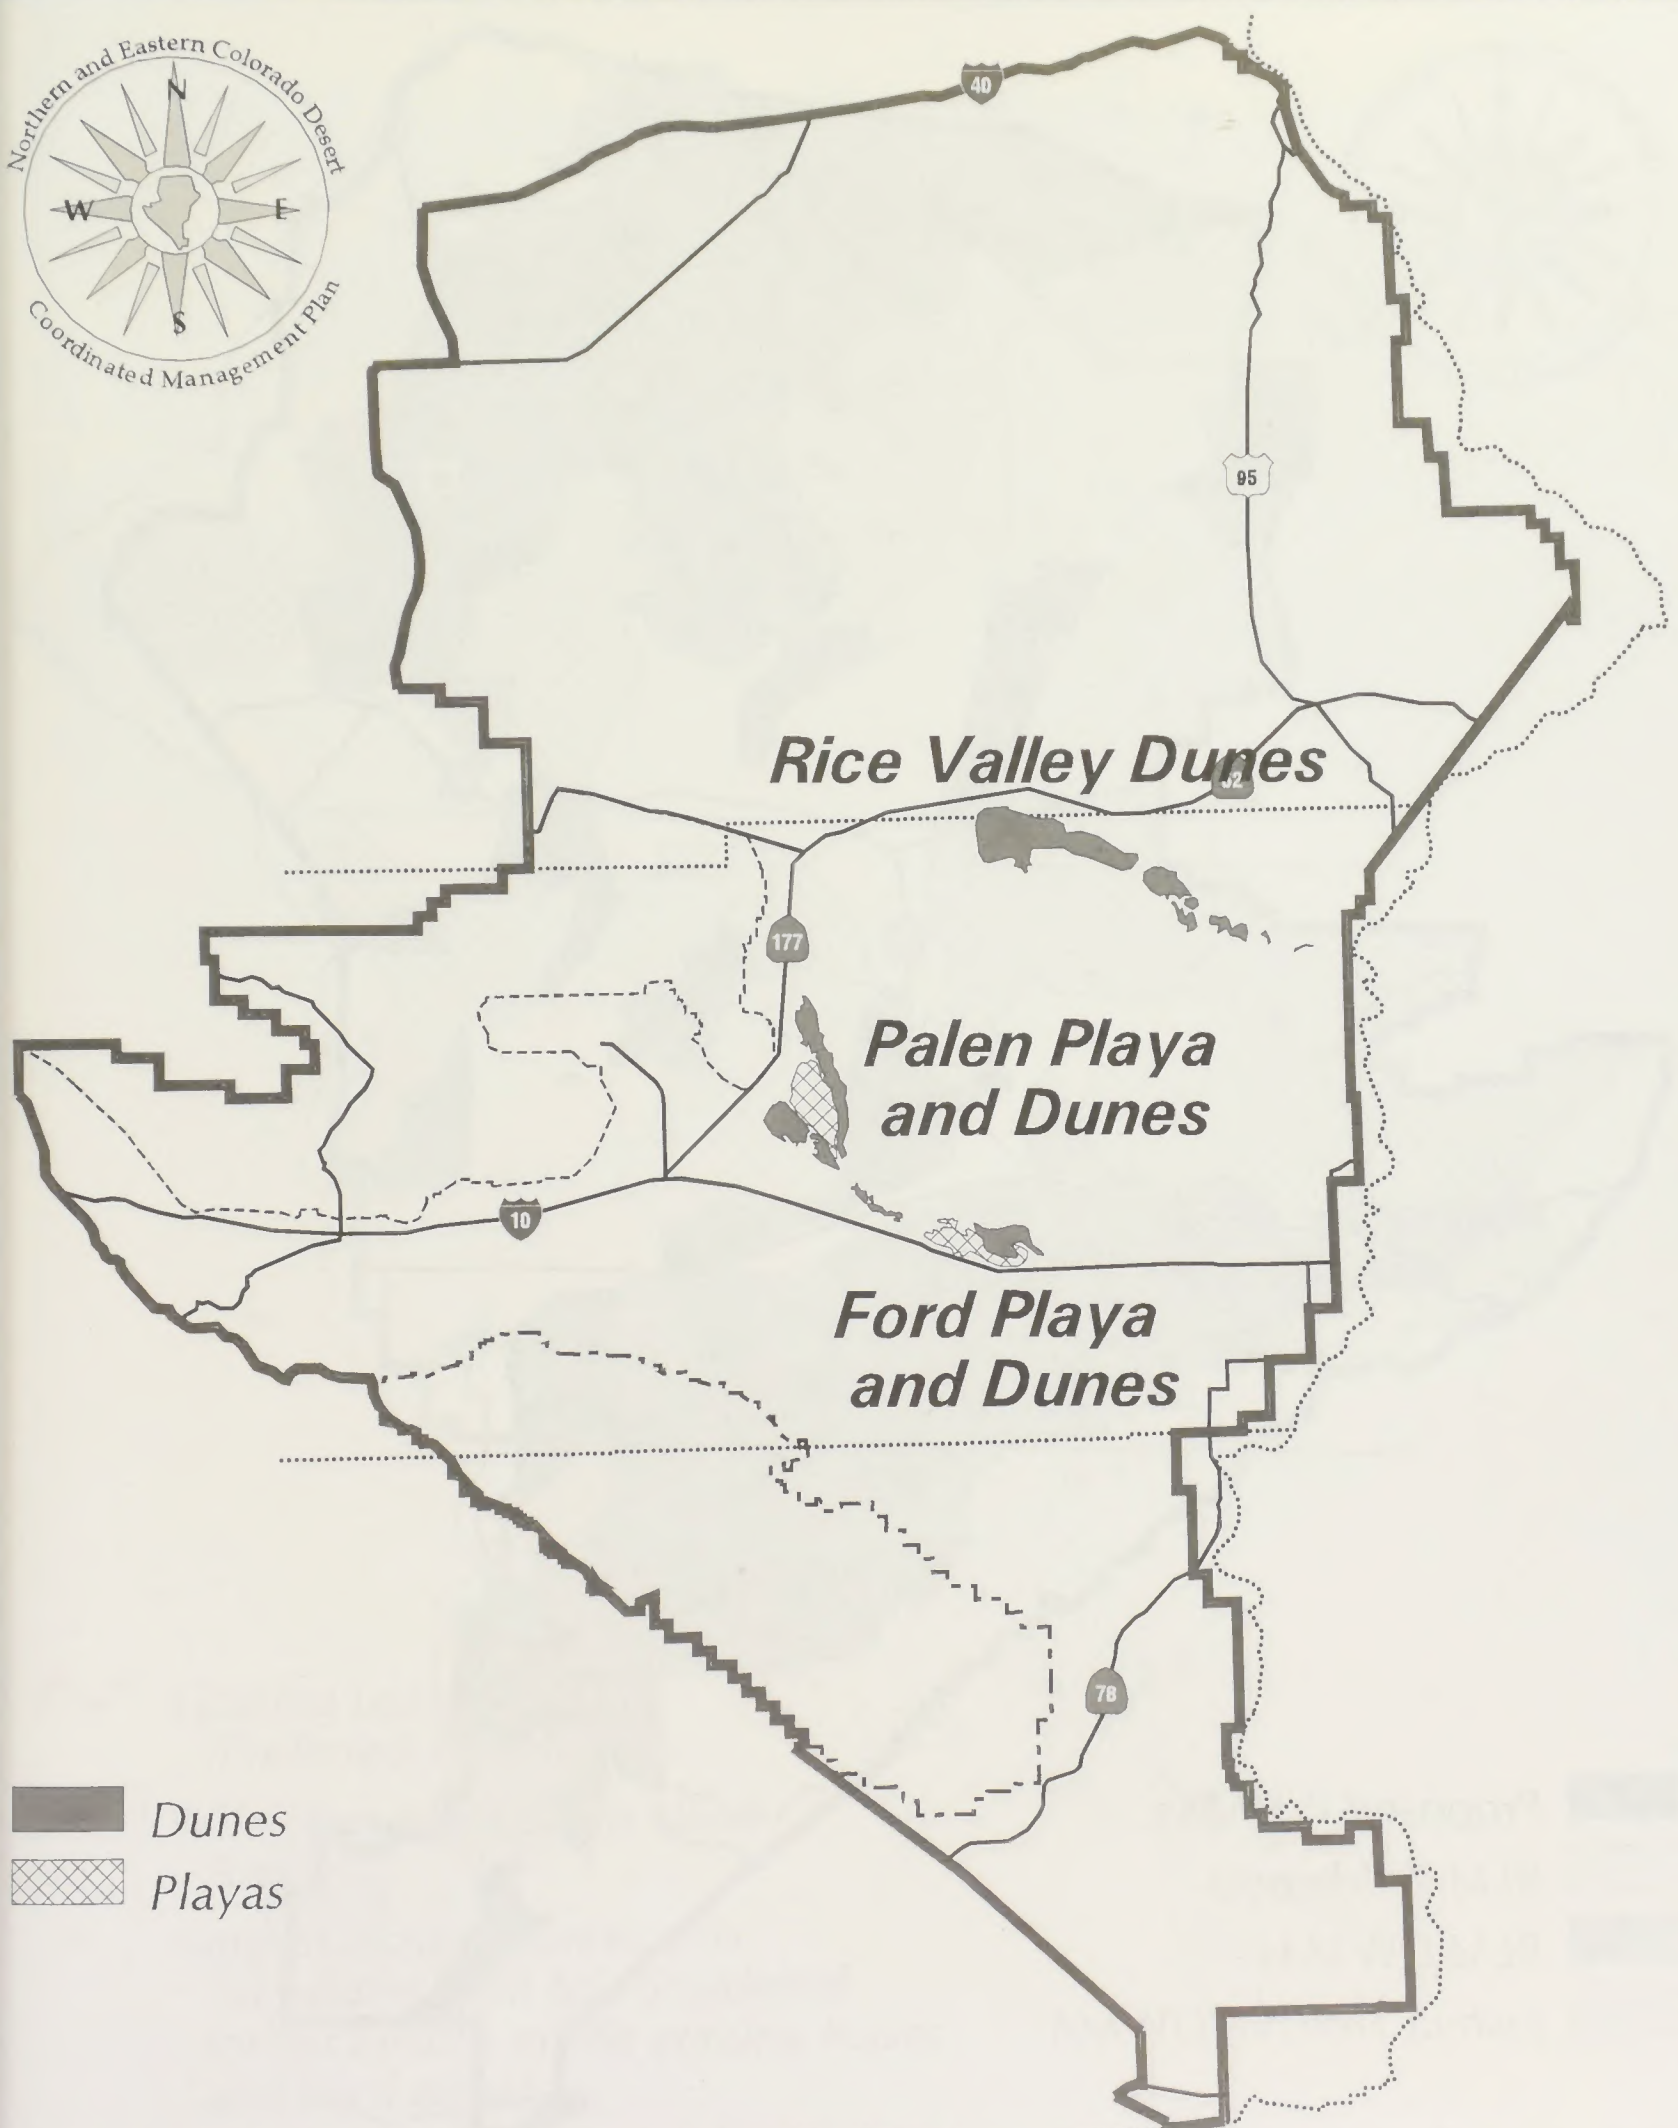 Northern and Eastern Colorado Desert
N
W
E
S
Coordinated Management Plan
40
95
Rice Valley Dunes
62
177
Palen Playa
and Dunes
10
Ford Playa
and Dunes
78
Dunes
Playas